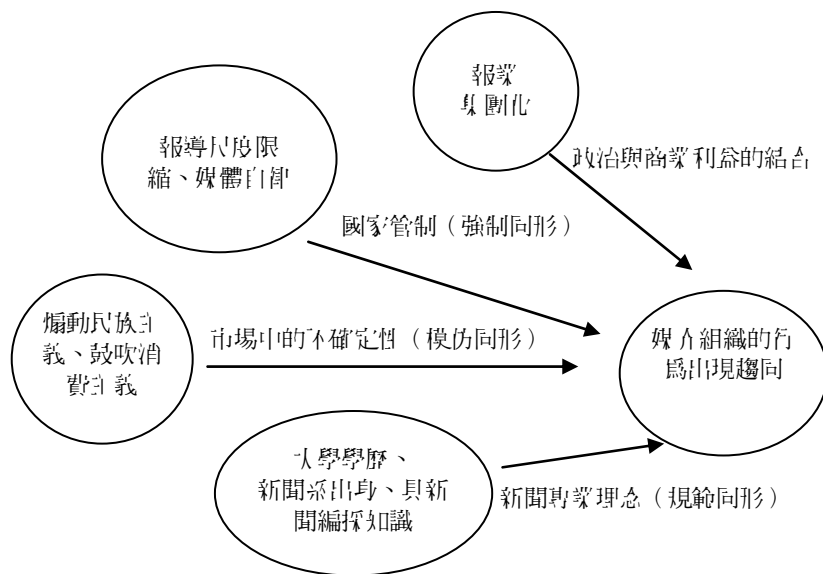 報業
集團化
報導尺度限
縮、媒體自律
政治與商業利益的結合
國家管制（強制同形）
煽動民族主
義、鼓吹消
費主義
市場中的不確定性（模仿同形）
媒介組織的行
為出現趨同
大學學歷、
新聞系出身、具新
聞編採知識
新聞專業理念（規範同形）